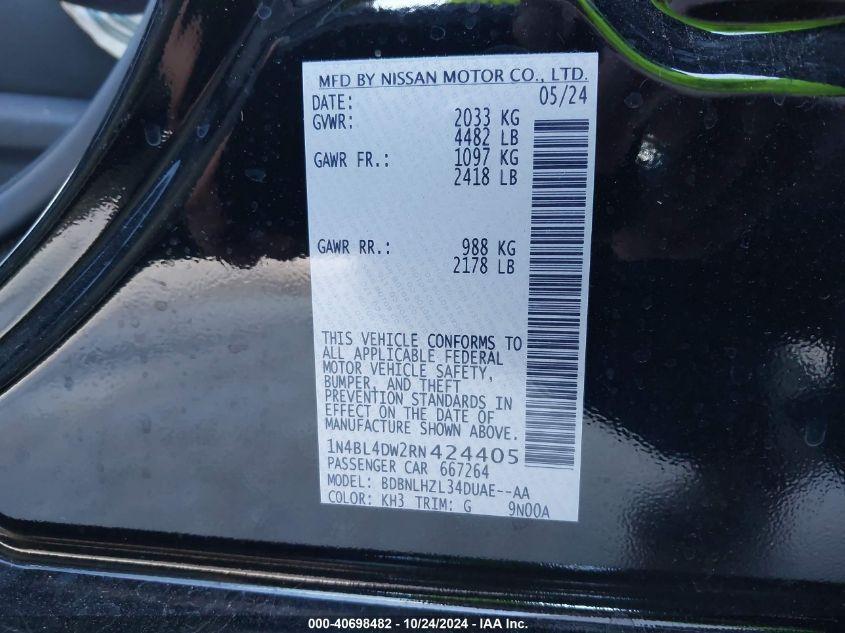 MFD BY NISSAN MOTOR CO., LTD.
DATE: 05/24
GVWR: 2033 KG
4482 LB
GAWR FR.: 1097 KG
2418 LB
GAWR RR.: 988 KG
2178 LB
THIS VEHICLE CONFORMS TO
ALL APPLICABLE FEDERAL
MOTOR VEHICLE SAFETY,
BUMPER, AND THEFT
PREVENTION STANDARDS IN
EFFECT ON THE DATE OF
MANUFACTURE SHOWN ABOVE.
1N4BL4DW2RN424405
PASSENGER CAR 667264
MODEL: BDBNLHZL34DUAE--AA
COLOR: KH3 TRIM: G 9N00A
000-40698482 - 10/24/2024 - IAA Inc.